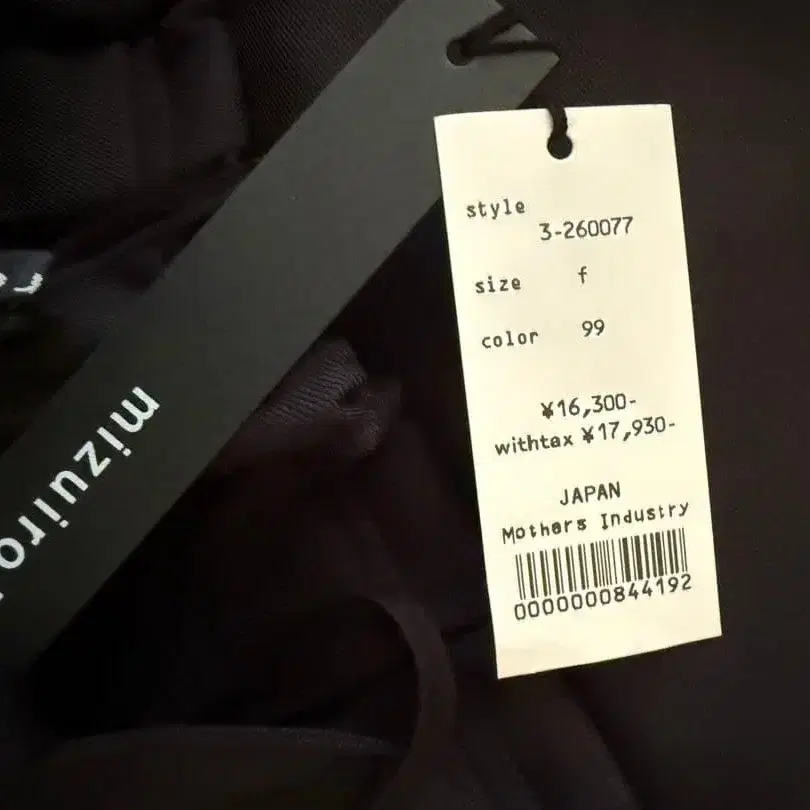 style
3-260077
size f
color 99
¥16,300-
withtax ¥17,930-
JAPAN
Mothers Industry
0000000844192
mizuiro